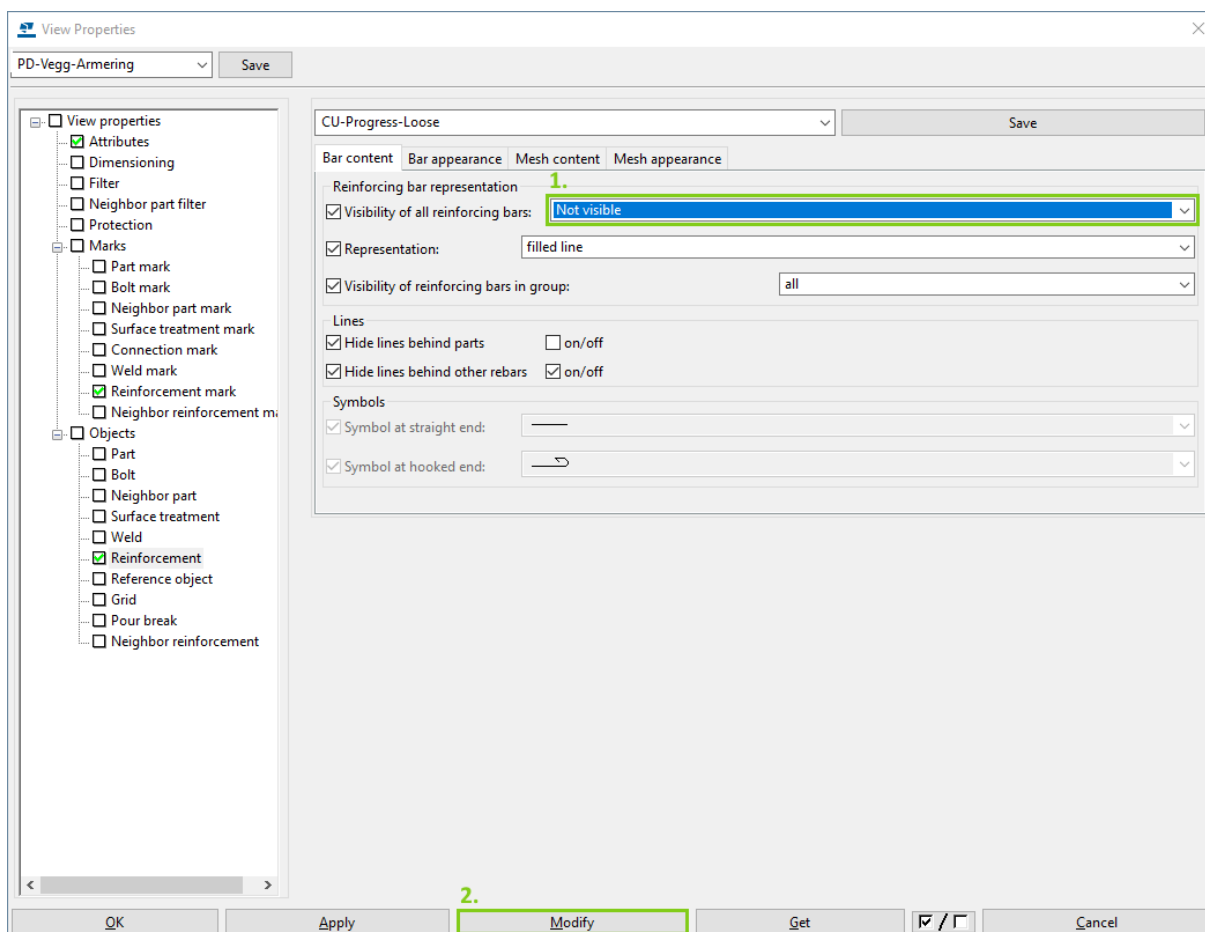 View Properties
PD-Vegg-Armering Save
View properties
Attributes
Dimensioning
Filter
Neighbor part filter
Protection
Marks
Part mark
Bolt mark
Neighbor part mark
Surface treatment mark
Connection mark
Weld mark
Reinforcement mark
Neighbor reinforcement ma
Objects
Part
Bolt
Neighbor part
Surface treatment
Weld
Reinforcement
Reference object
Grid
Pour break
Neighbor reinforcement
CU-Progress-Loose Save
Bar content Bar appearance Mesh content Mesh appearance
Reinforcing bar representation
1.
Visibility of all reinforcing bars: Not visible
Representation: filled line
Visibility of reinforcing bars in group: all
Lines
Hide lines behind parts on/off
Hide lines behind other rebars on/off
Symbols
Symbol at straight end:
Symbol at hooked end:
2.
OK Apply Modify Get / Cancel